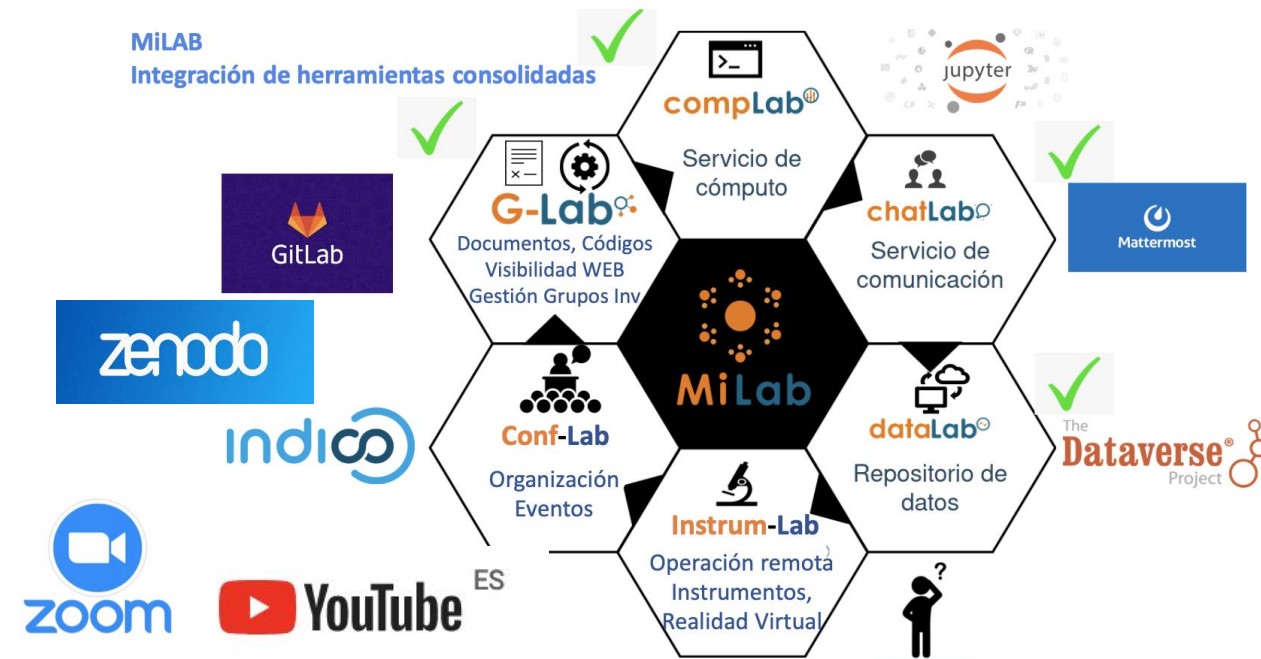 MiLAB
Integración de herramientas consolidadas
compLab
Servicio de
cómputo
jupyter
G-Lab
Documentos, Códigos
Visibilidad WEB
Gestión Grupos Inv
GitLab
chatLab
Servicio de
comunicación
Mattermost
zenodo
MiLab
indico
Conf-Lab
Organización
Eventos
dataLab
Repositorio de
datos
The
Dataverse®
Project
Instrum-Lab
Operación remota
Instrumentos,
Realidad Virtual
?
zoom
YouTube ES